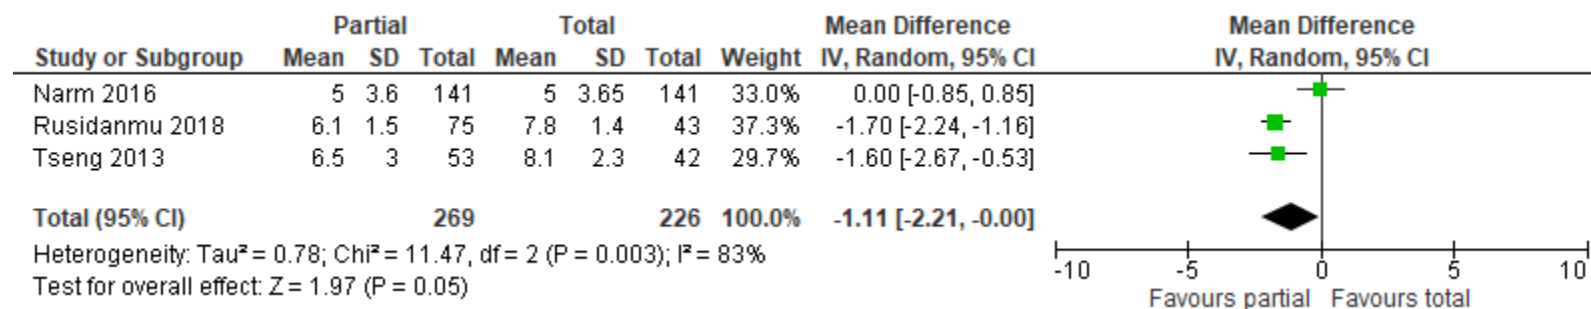 Partial Total Mean Difference Mean Difference
Study or Subgroup Mean SD Total Mean SD Total Weight IV, Random, 95% CI IV, Random, 95% CI
Narm 2016 5 3.6 141 5 3.65 141 33.0% 0.00 [-0.85, 0.85]
Rusidanmu 2018 6.1 1.5 75 7.8 1.4 43 37.3% -1.70 [-2.24, -1.16]
Tseng 2013 6.5 3 53 8.1 2.3 42 29.7% -1.60 [-2.67, -0.53]
Total (95% CI) 269 226 100.0% -1.11 [-2.21, -0.00]
Heterogeneity: Tau² = 0.78; Chi² = 11.47, df = 2 (P = 0.003); I² = 83%
Test for overall effect: Z = 1.97 (P = 0.05)
-10 -5 0 5 10
Favours partial Favours total